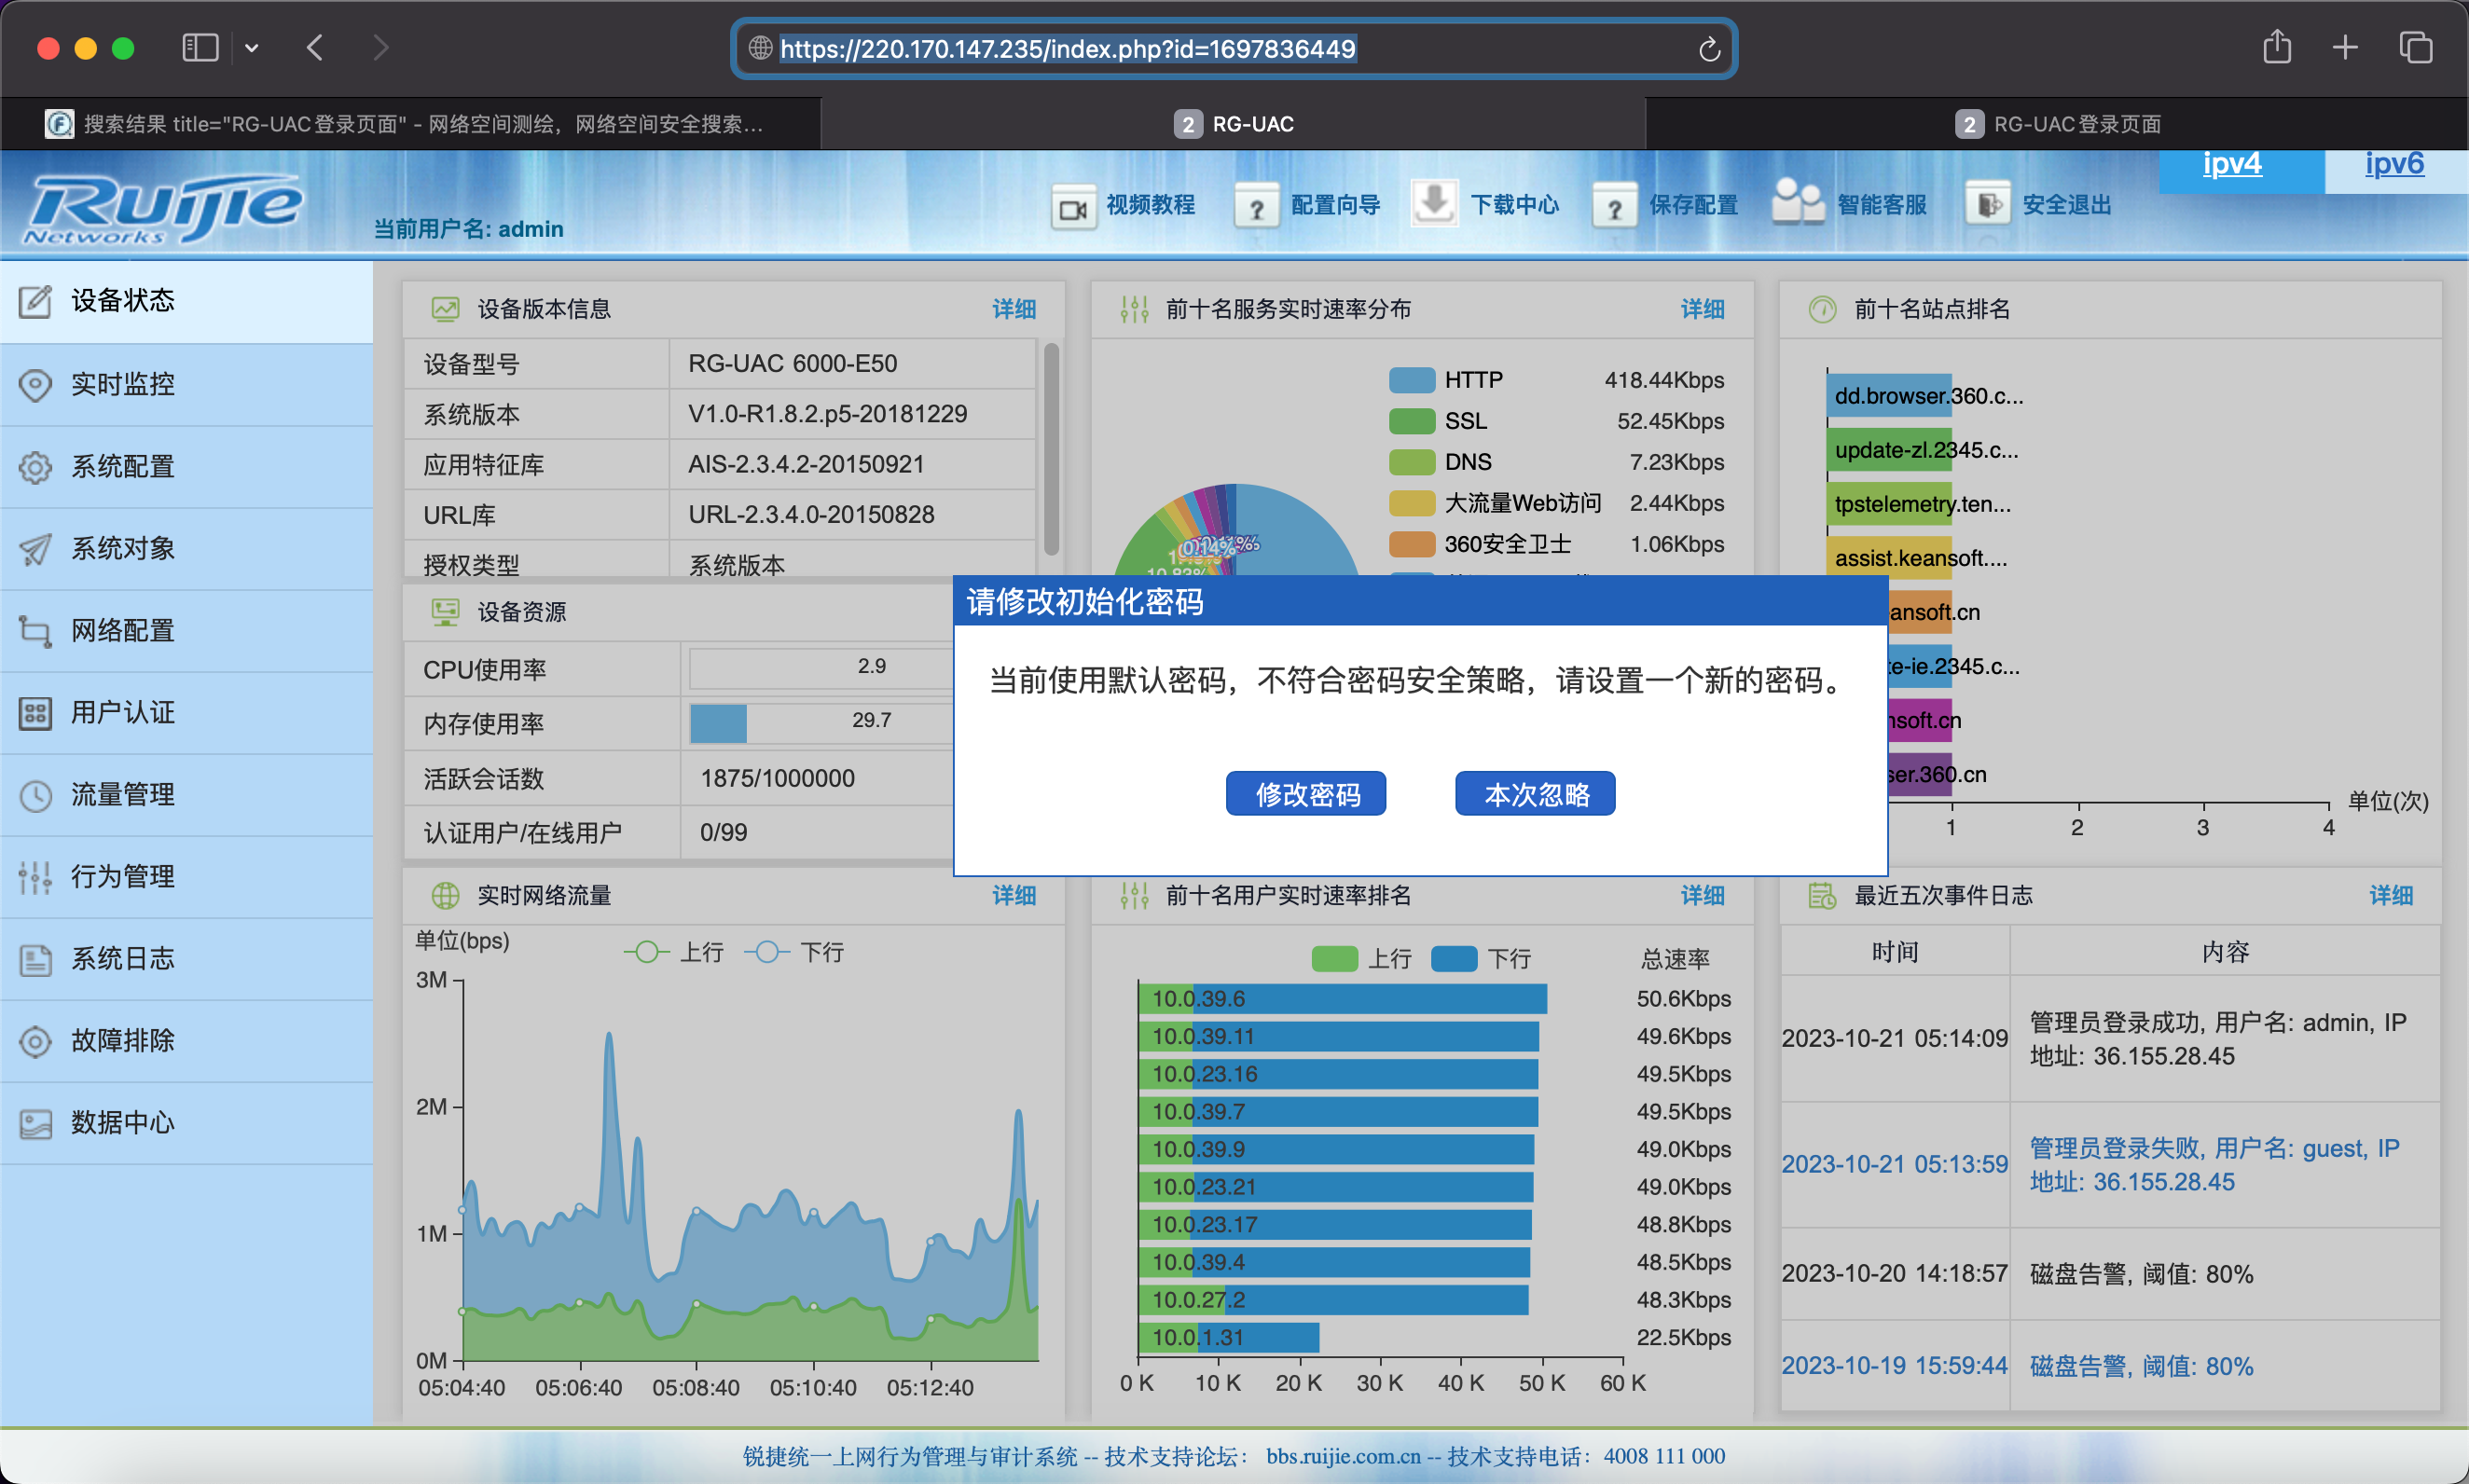 https://220.170.147.235/index.php?id=1697836449
搜索结果 title="RG-UAC登录页面" - 网络空间测绘，网络空间安全搜索...
2 RG-UAC
2 RG-UAC登录页面
Ruijie
Networks
当前用户名: admin
视频教程
配置向导
下载中心
保存配置
智能客服
安全退出
ipv4
ipv6
设备状态
实时监控
系统配置
系统对象
网络配置
用户认证
流量管理
行为管理
系统日志
故障排除
数据中心
设备版本信息 详细
设备型号 RG-UAC 6000-E50
系统版本 V1.0-R1.8.2.p5-20181229
应用特征库 AIS-2.3.4.2-20150921
URL库 URL-2.3.4.0-20150828
授权类型 系统版本
设备资源
CPU使用率 2.9
内存使用率 29.7
活跃会话数 1875/1000000
认证用户/在线用户 0/99
实时网络流量 详细
单位(bps)
上行 下行
3M
2M
1M
0M
05:04:40 05:06:40 05:08:40 05:10:40 05:12:40
前十名服务实时速率分布 详细
HTTP 418.44Kbps
SSL 52.45Kbps
DNS 7.23Kbps
大流量Web访问 2.44Kbps
360安全卫士 1.06Kbps
0.14%
请修改初始化密码
当前使用默认密码，不符合密码安全策略，请设置一个新的密码。
修改密码 本次忽略
前十名用户实时速率排名 详细
上行 下行 总速率
10.0.39.6 50.6Kbps
10.0.39.11 49.6Kbps
10.0.23.16 49.5Kbps
10.0.39.7 49.5Kbps
10.0.39.9 49.0Kbps
10.0.23.21 49.0Kbps
10.0.23.17 48.8Kbps
10.0.39.4 48.5Kbps
10.0.27.2 48.3Kbps
10.0.1.31 22.5Kbps
0 K 10 K 20 K 30 K 40 K 50 K 60 K
前十名站点排名
dd.browser.360.c...
update-zl.2345.c...
tpstelemetry.ten...
assist.keansoft....
ansoft.cn
te-ie.2345.c...
nsoft.cn
ser.360.cn
单位(次)
1 2 3 4
最近五次事件日志 详细
时间 内容
2023-10-21 05:14:09 管理员登录成功, 用户名: admin, IP
地址: 36.155.28.45
2023-10-21 05:13:59 管理员登录失败, 用户名: guest, IP
地址: 36.155.28.45
2023-10-20 14:18:57 磁盘告警, 阈值: 80%
2023-10-19 15:59:44 磁盘告警, 阈值: 80%
锐捷统一上网行为管理与审计系统 -- 技术支持论坛： bbs.ruijie.com.cn -- 技术支持电话：4008 111 000